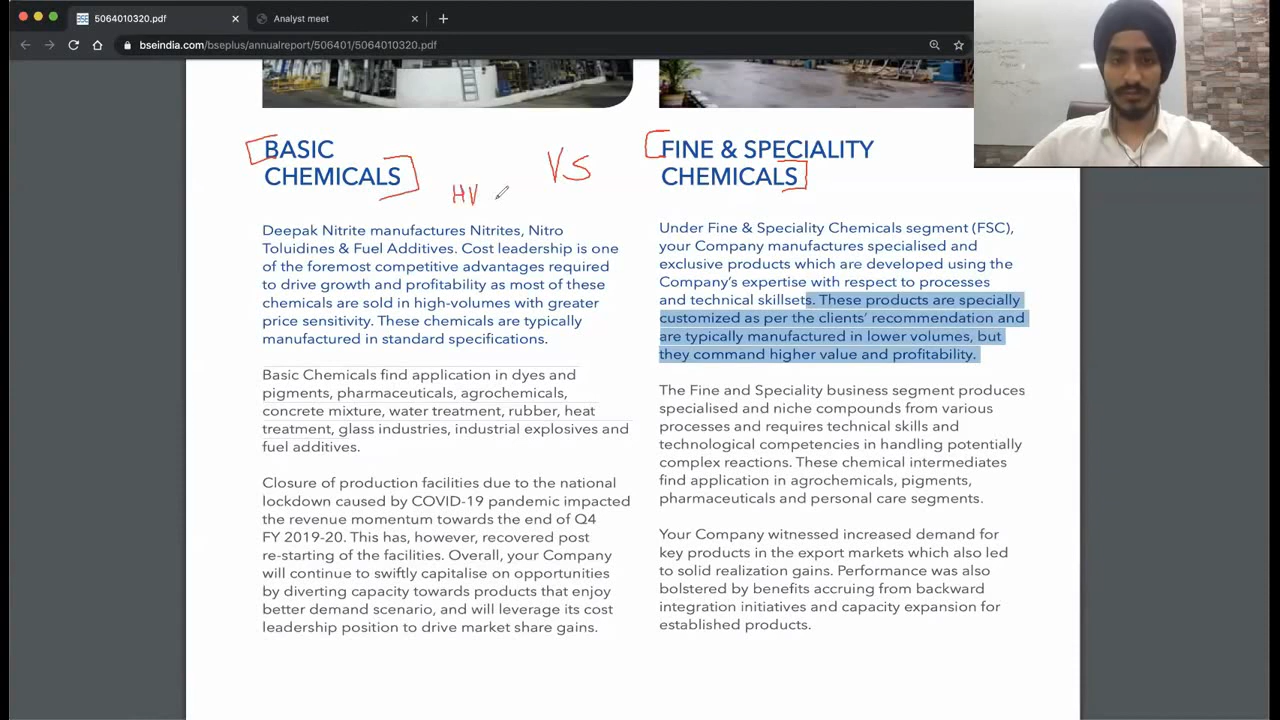 5064010320.pdf
Analyst meet
bseindia.com/bseplus/annualreport/506401/5064010320.pdf
BASIC
CHEMICALS
HV
VS
FINE & SPECIALITY
CHEMICALS
Deepak Nitrite manufactures Nitrites, Nitro
Toluidines & Fuel Additives. Cost leadership is one
of the foremost competitive advantages required
to drive growth and profitability as most of these
chemicals are sold in high-volumes with greater
price sensitivity. These chemicals are typically
manufactured in standard specifications.
Basic Chemicals find application in dyes and
pigments, pharmaceuticals, agrochemicals,
concrete mixture, water treatment, rubber, heat
treatment, glass industries, industrial explosives and
fuel additives.
Closure of production facilities due to the national
lockdown caused by COVID-19 pandemic impacted
the revenue momentum towards the end of Q4
FY 2019-20. This has, however, recovered post
re-starting of the facilities. Overall, your Company
will continue to swiftly capitalise on opportunities
by diverting capacity towards products that enjoy
better demand scenario, and will leverage its cost
leadership position to drive market share gains.
Under Fine & Speciality Chemicals segment (FSC),
your Company manufactures specialised and
exclusive products which are developed using the
Company's expertise with respect to processes
and technical skillsets. These products are specially
customized as per the clients' recommendation and
are typically manufactured in lower volumes, but
they command higher value and profitability.
The Fine and Speciality business segment produces
specialised and niche compounds from various
processes and requires technical skills and
technological competencies in handling potentially
complex reactions. These chemical intermediates
find application in agrochemicals, pigments,
pharmaceuticals and personal care segments.
Your Company witnessed increased demand for
key products in the export markets which also led
to solid realization gains. Performance was also
bolstered by benefits accruing from backward
integration initiatives and capacity expansion for
established products.